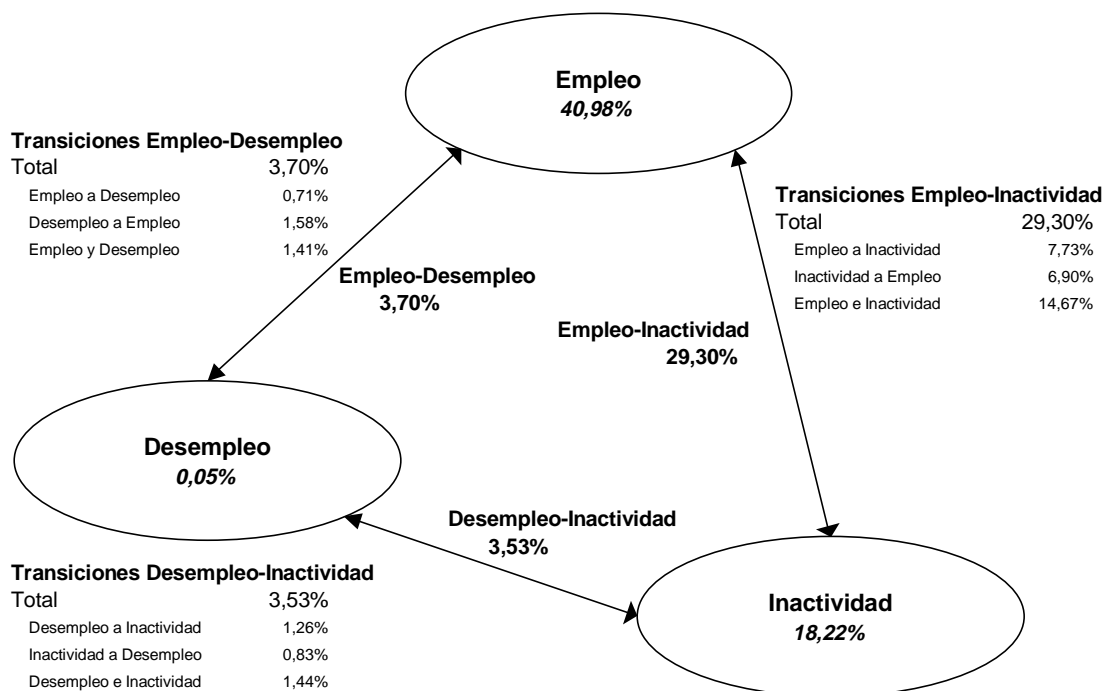 Empleo
40,98%
Transiciones Empleo-Desempleo
Total 3,70%
Empleo a Desempleo 0,71%
Desempleo a Empleo 1,58%
Empleo y Desempleo 1,41%
Transiciones Empleo-Inactividad
Total 29,30%
Empleo a Inactividad 7,73%
Inactividad a Empleo 6,90%
Empleo e Inactividad 14,67%
Empleo-Desempleo
3,70%
Empleo-Inactividad
29,30%
Desempleo
0,05%
Desempleo-Inactividad
3,53%
Transiciones Desempleo-Inactividad
Total 3,53%
Desempleo a Inactividad 1,26%
Inactividad a Desempleo 0,83%
Desempleo e Inactividad 1,44%
Inactividad
18,22%